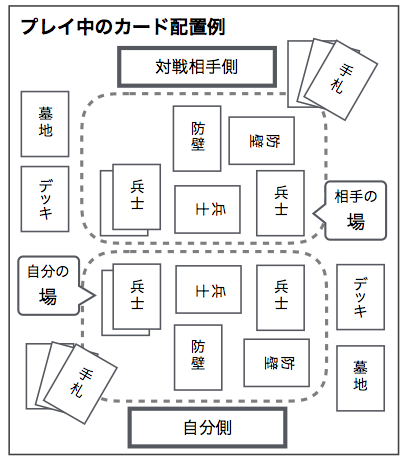 プレイ中のカード配置例
対戦相手側
手札
墓地
防壁
防壁
デッキ
兵士
兵士
兵士
相手の
場
自分の
場
兵士
兵士
兵士
デッキ
防壁
防壁
手札
墓地
自分側